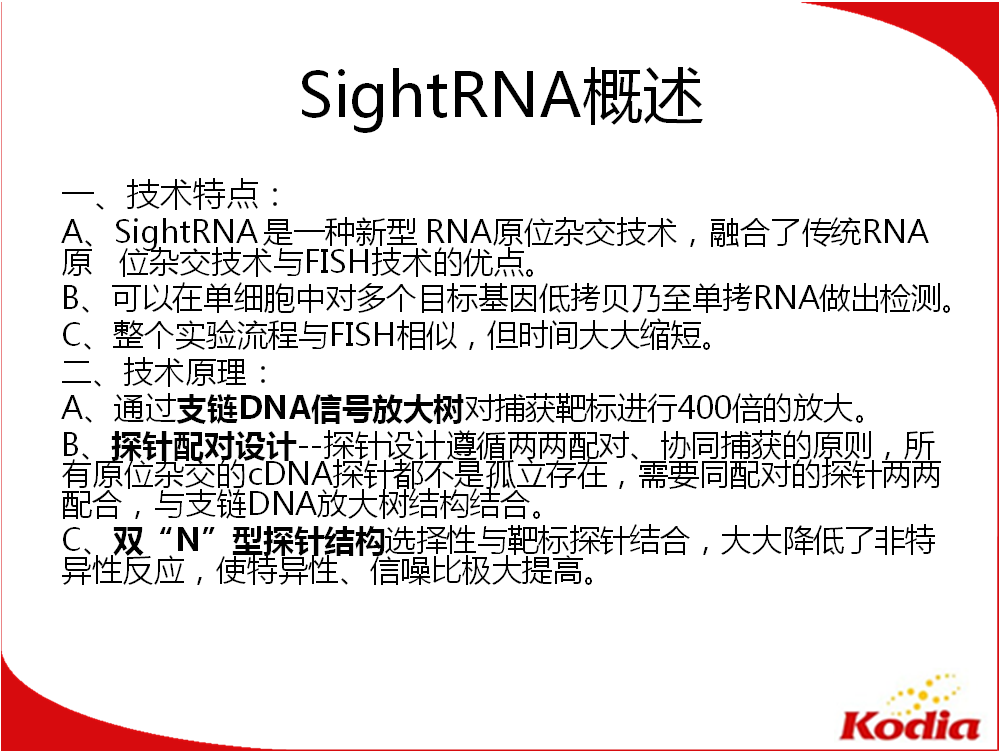 SightRNA概述
一、技术特点：
A、SightRNA 是一种新型 RNA原位杂交技术，融合了传统RNA
原 位杂交技术与FISH技术的优点。
B、可以在单细胞中对多个目标基因低拷贝乃至单拷RNA做出检测。
C、整个实验流程与FISH相似，但时间大大缩短。
二、技术原理：
A、通过支链DNA信号放大树对捕获靶标进行400倍的放大。
B、探针配对设计--探针设计遵循两两配对、协同捕获的原则，所
有原位杂交的cDNA探针都不是孤立存在，需要同配对的探针两两
配合，与支链DNA放大树结构结合。
C、双“N”型探针结构选择性与靶标探针结合，大大降低了非特
异性反应，使特异性、信噪比极大提高。
Kodia